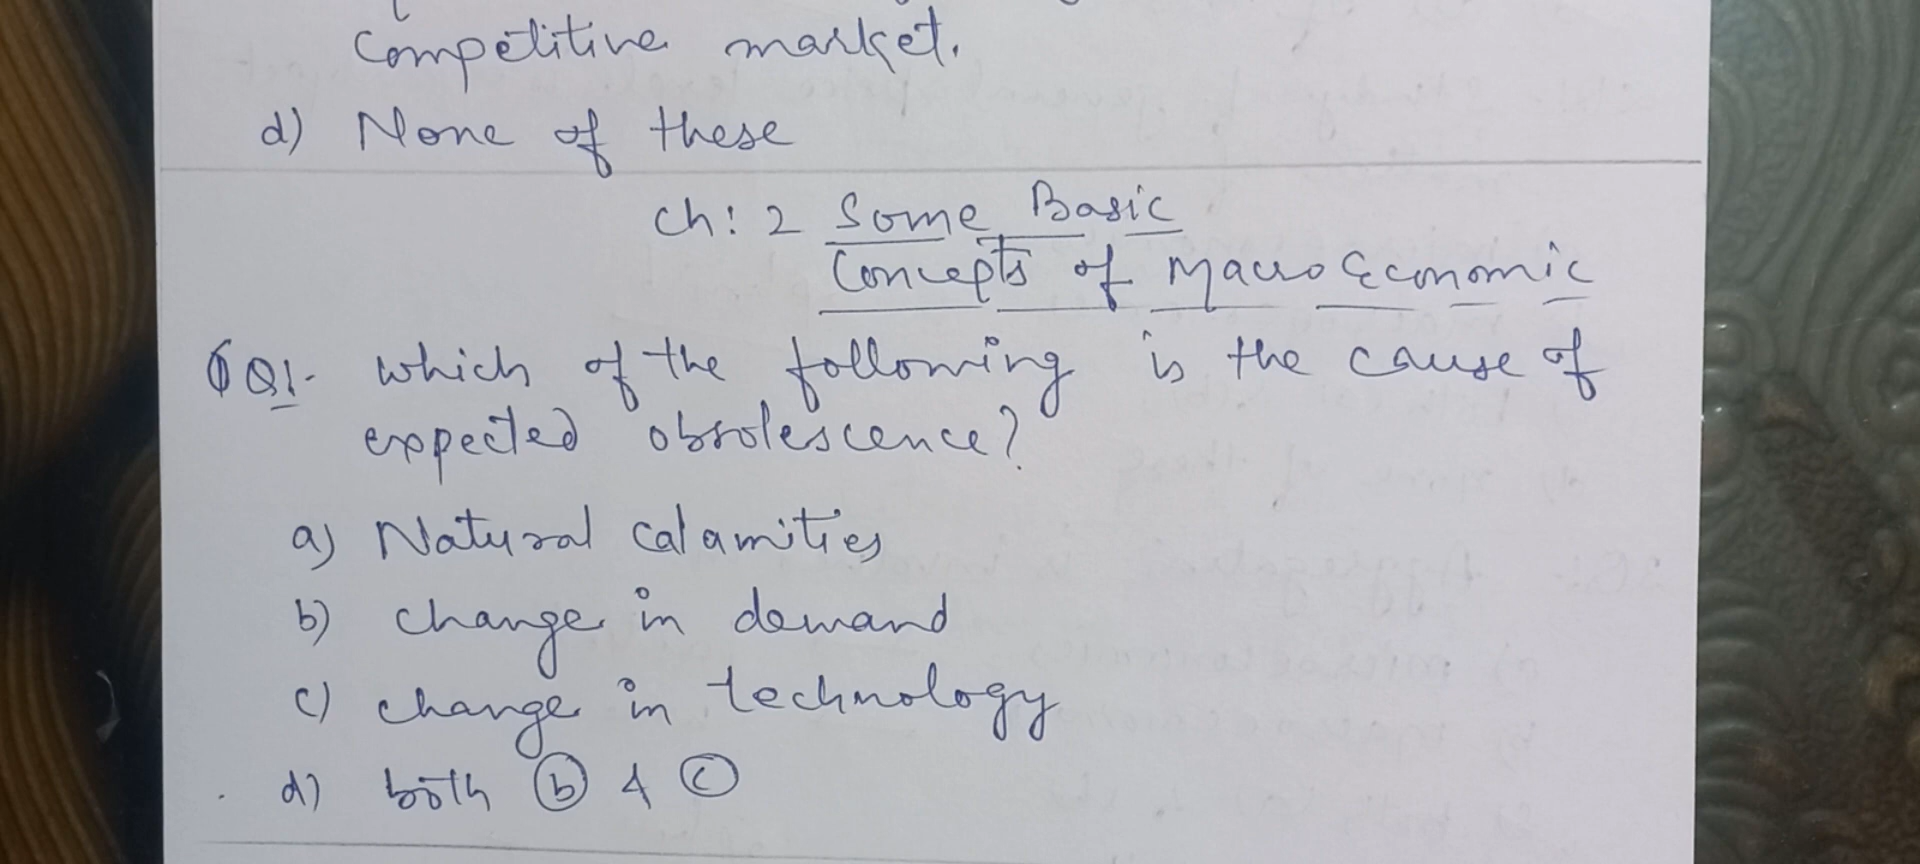 competitive market.
d) None of these
Ch: 2 Some Basic
Concepts of Macro Economic
Q1. which of the following is the cause of
expected obsolescence?
a) Natural calamities
b) change in demand
c) change in technology
d) both (b) & (c)